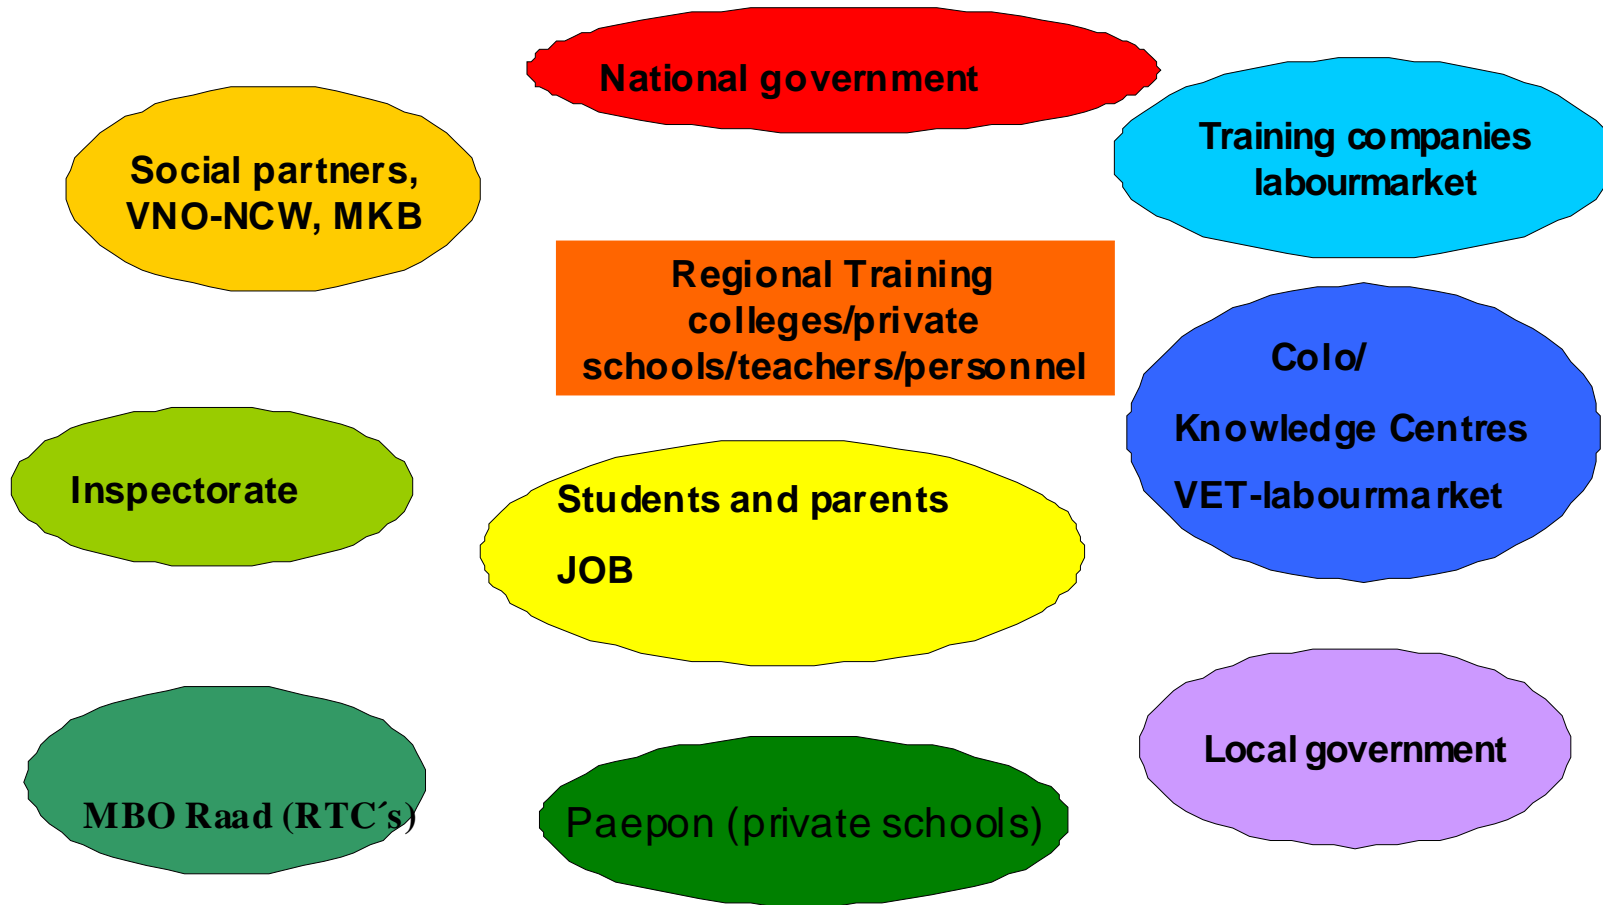 National government
Social partners,
VNO-NCW, MKB
Training companies
labourmarket
Regional Training
colleges/private
schools/teachers/personnel
Colo/
Knowledge Centres
VET-labourmarket
Inspectorate
Students and parents
JOB
Local government
MBO Raad (RTC´s)
Paepon (private schools)